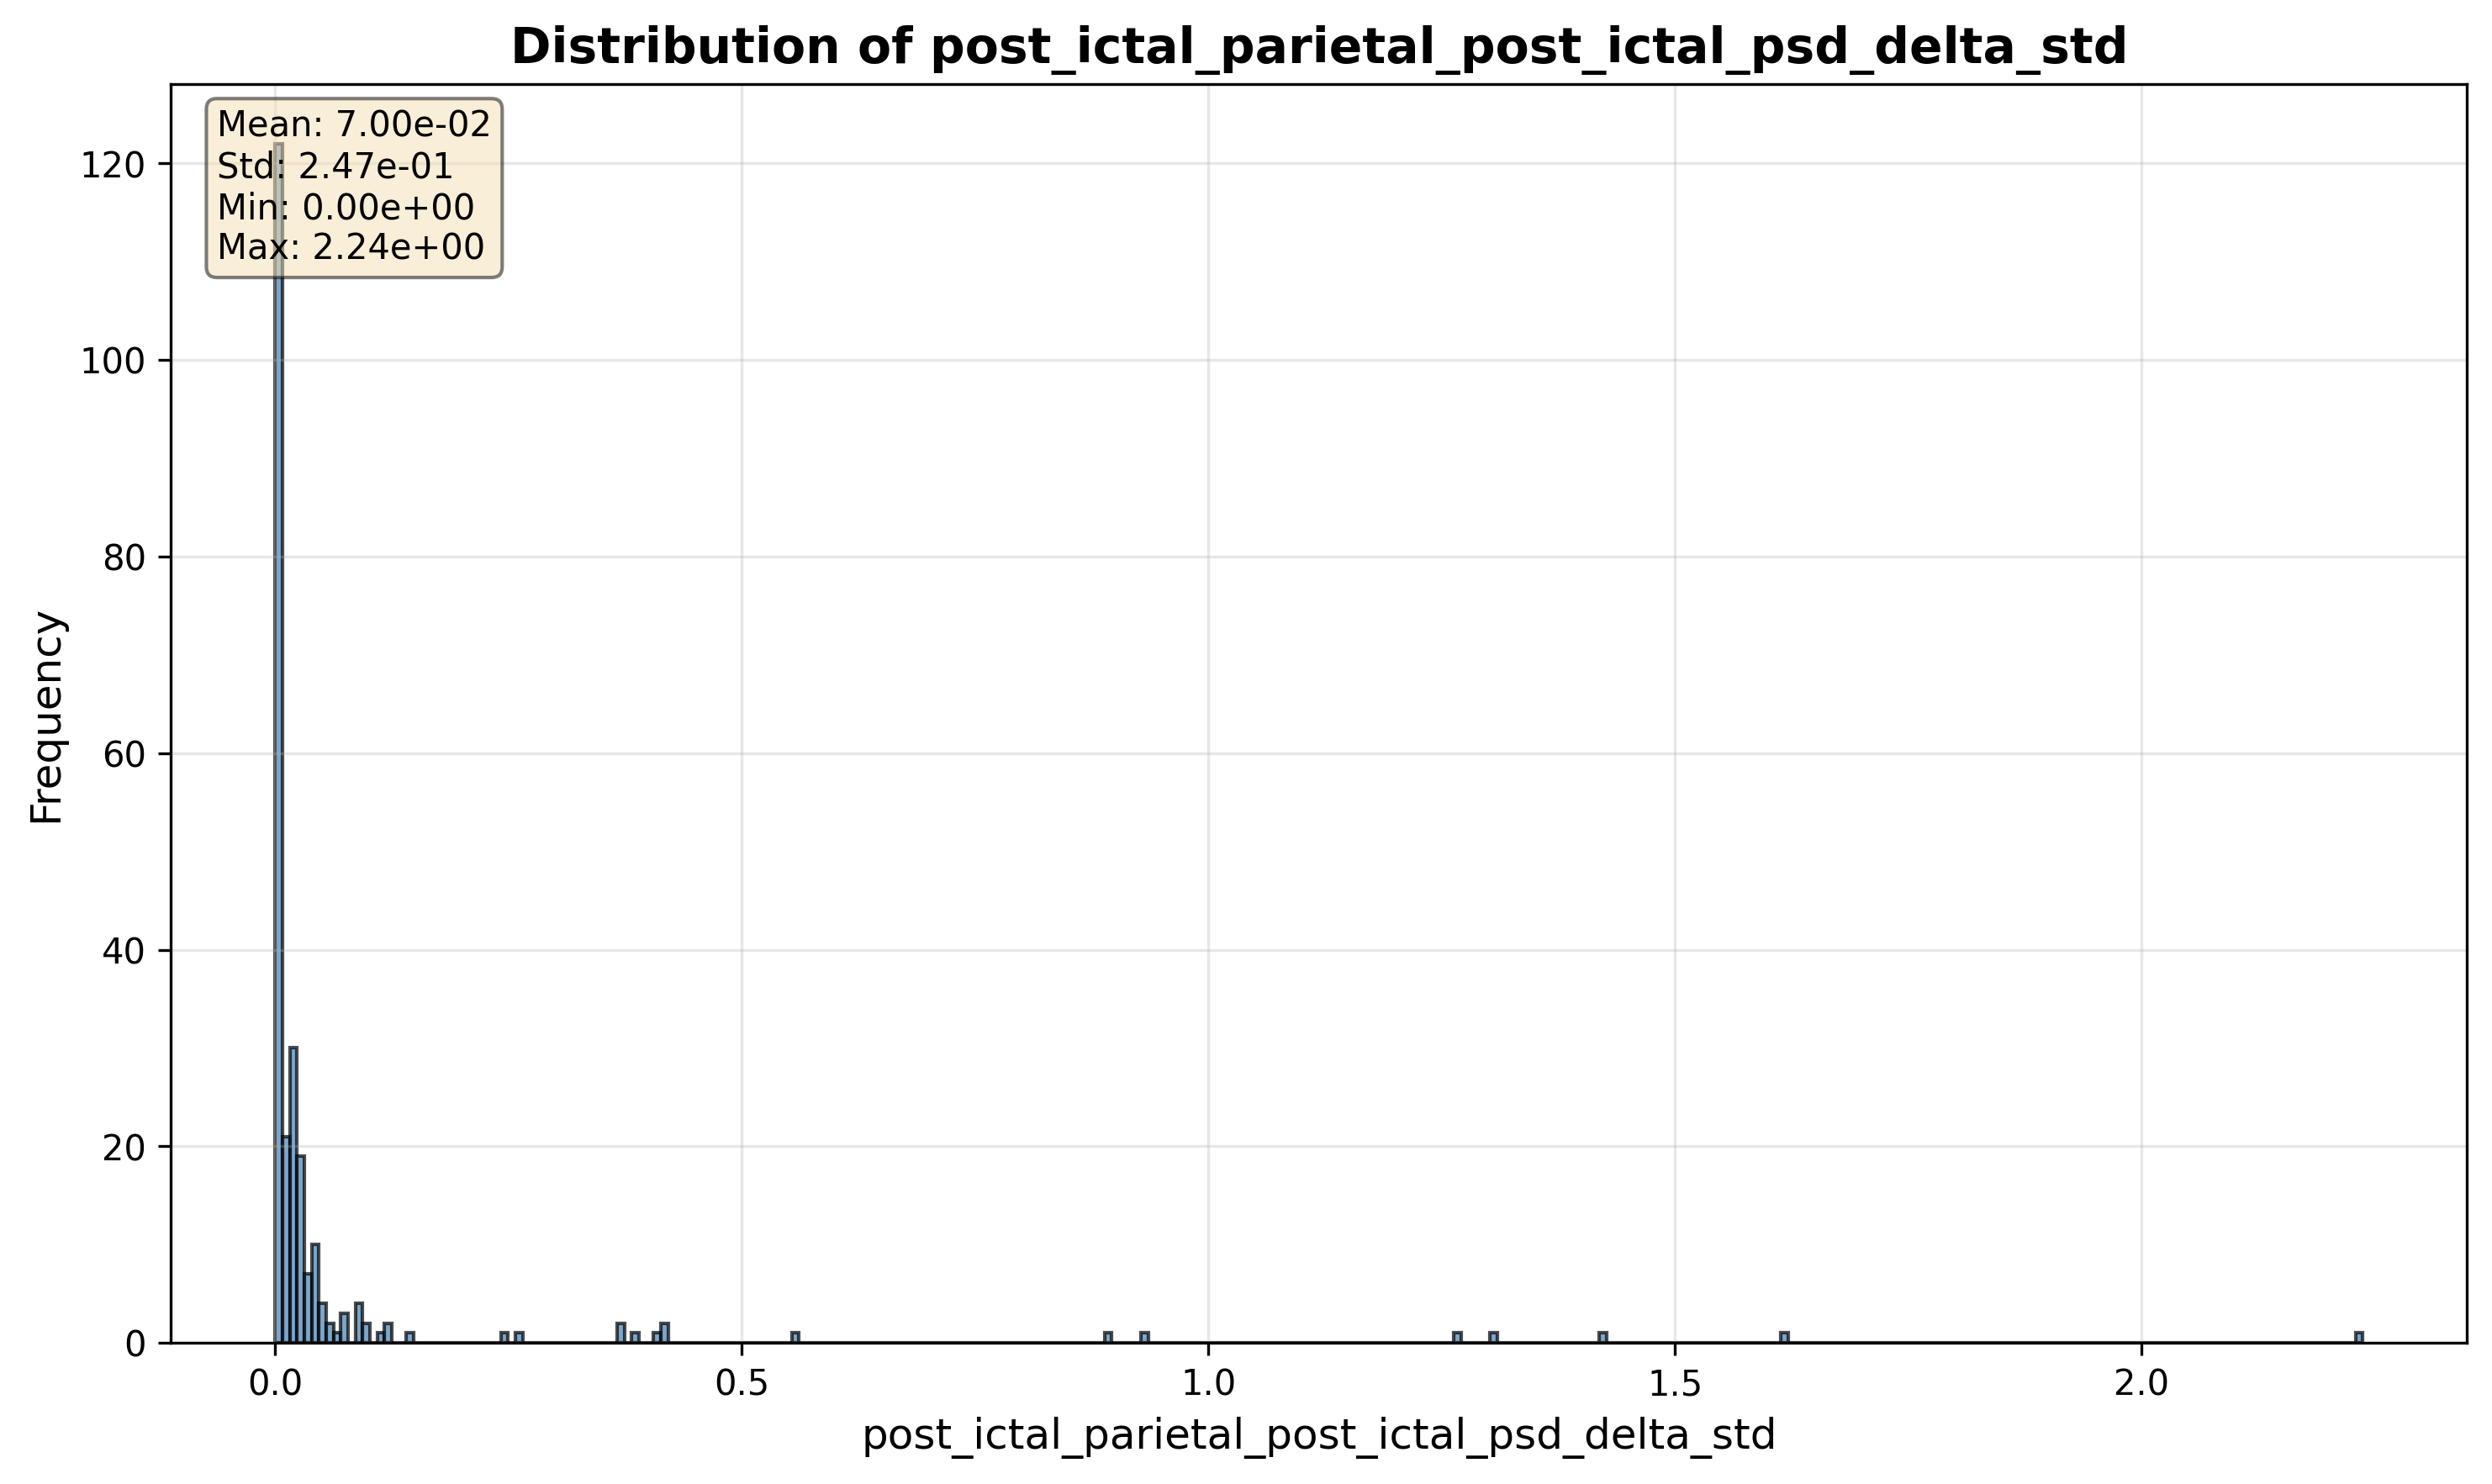 Distribution of post_ictal_parietal_post_ictal_psd_delta_std
Mean: 7.00e-02
Std: 2.47e-01
Min: 0.00e+00
Max: 2.24e+00
120
100
80
60
40
20
0
Frequency
0.0 0.5 1.0 1.5 2.0
post_ictal_parietal_post_ictal_psd_delta_std